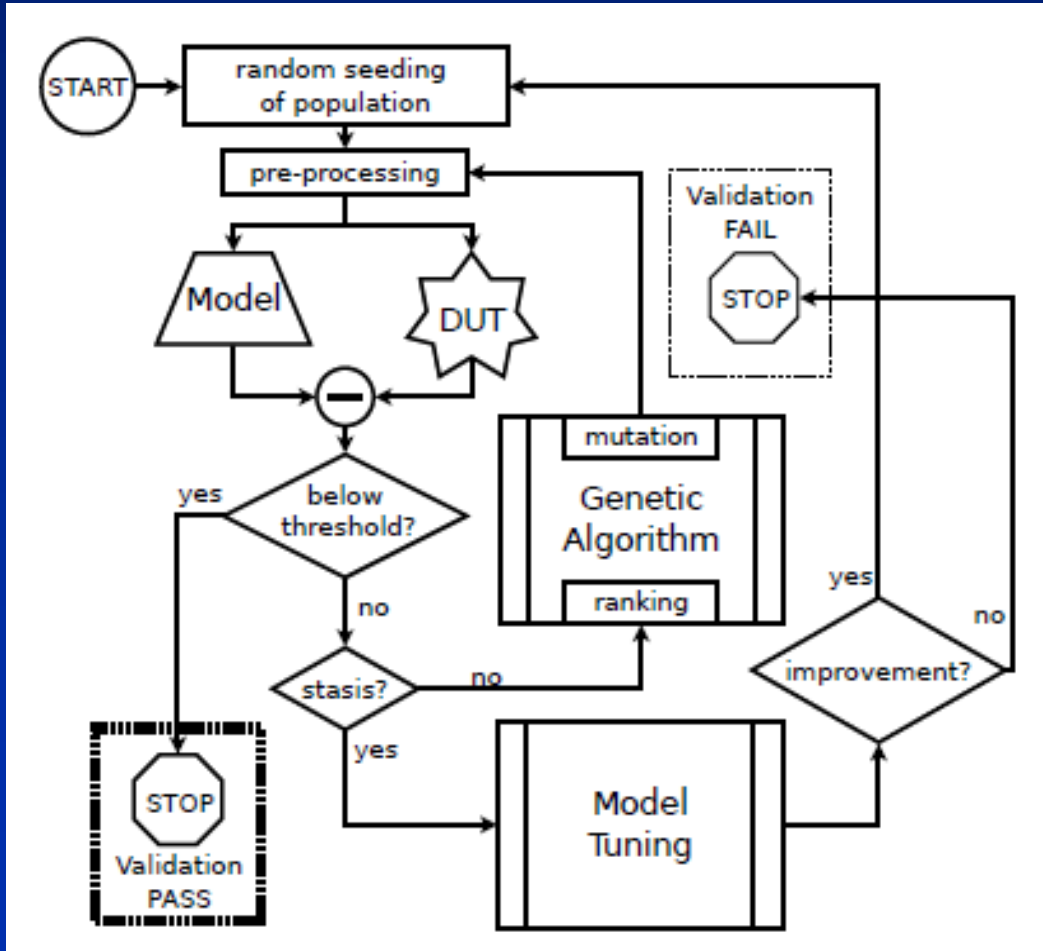 START
random seeding
of population
pre-processing
Validation
FAIL
STOP
Model
DUT
mutation
Genetic
Algorithm
ranking
yes
below
threshold?
no
stasis?
no
yes
yes
no
improvement?
STOP
Validation
PASS
Model
Tuning